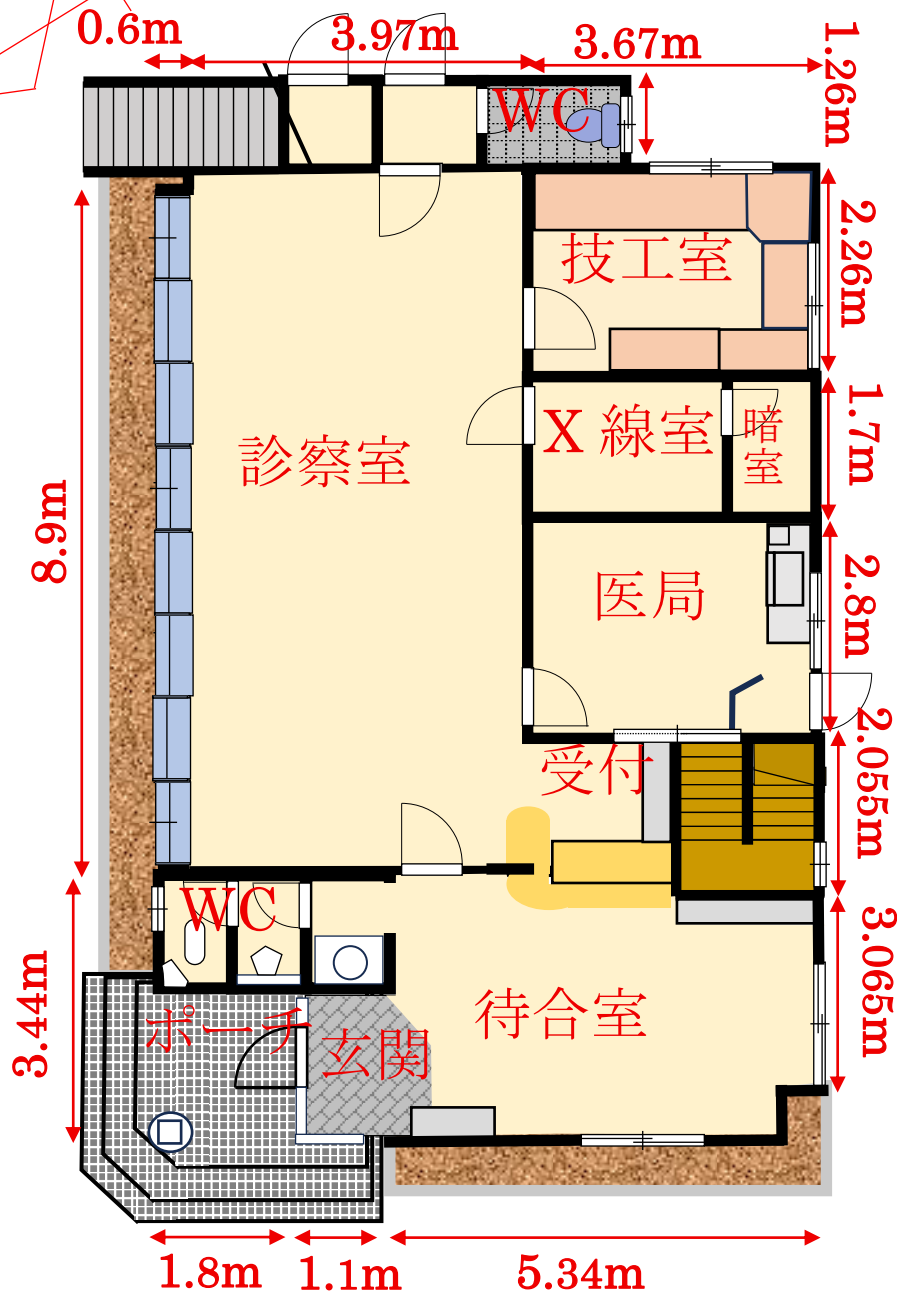 0.6m
3.97m
3.67m
1.26m
WC
2.26m
技工室
1.7m
X 線室
暗室
診察室
8.9m
2.8m
医局
2.055m
受付
WC
3.065m
3.44m
待合室
ポーチ
玄関
1.8m
1.1m
5.34m